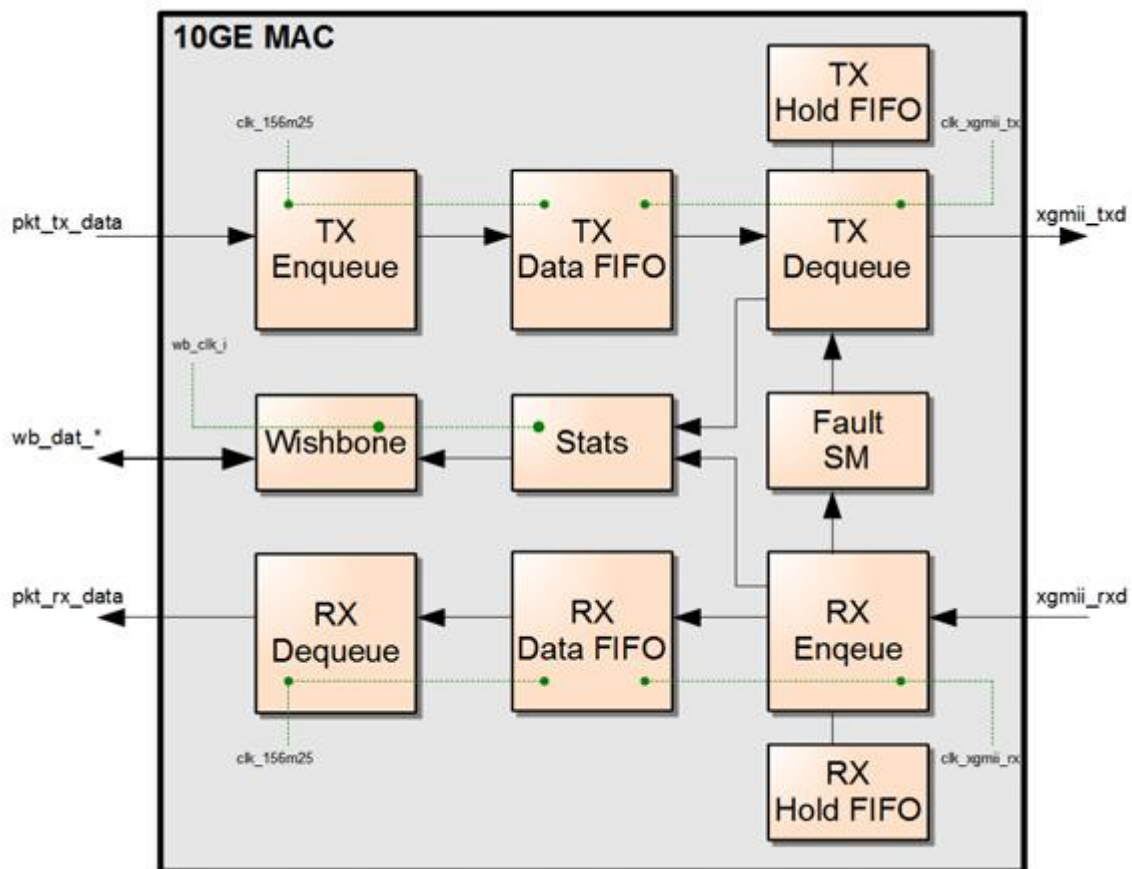 10GE MAC
TX
Hold FIFO
clk_156m25
clk_xgmii_tx
pkt_tx_data
TX
Enqueue
TX
Data FIFO
TX
Dequeue
xgmii_txd
wb_clk_i
wb_dat_*
Wishbone
Stats
Fault
SM
pkt_rx_data
RX
Dequeue
RX
Data FIFO
RX
Enqeue
xgmii_rxd
clk_156m25
clk_xgmii_rx
RX
Hold FIFO